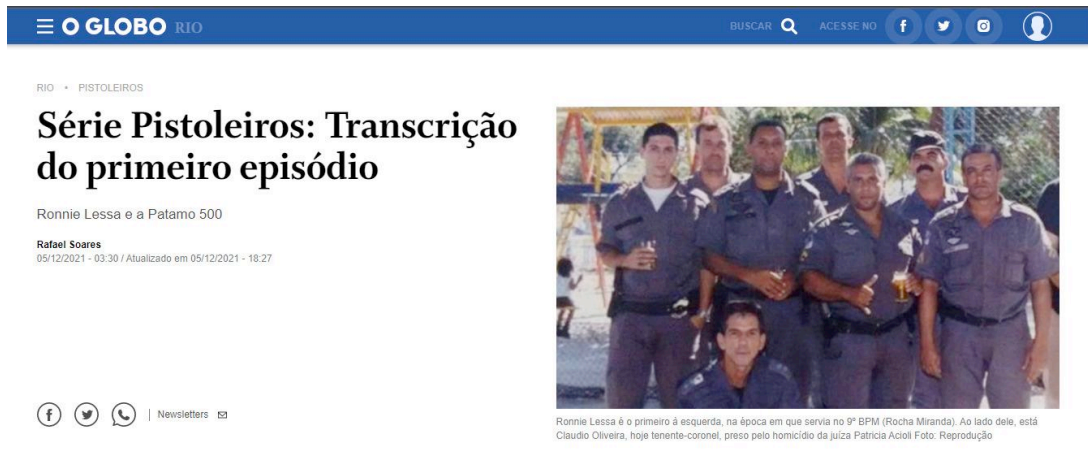 O GLOBO RIO
BUSCAR
ACESSE NO
RIO • PISTOLEIROS
Série Pistoleiros: Transcrição
do primeiro episódio
Ronnie Lessa e a Patamo 500
Rafael Soares
05/12/2021 - 03:30 / Atualizado em 05/12/2021 - 18:27
| Newsletters
Ronnie Lessa é o primeiro à esquerda, na época em que servia no 9º BPM (Rocha Miranda). Ao lado dele, está
Claudio Oliveira, hoje tenente-coronel, preso pelo homicídio da juíza Patricia Acioli Foto: Reprodução